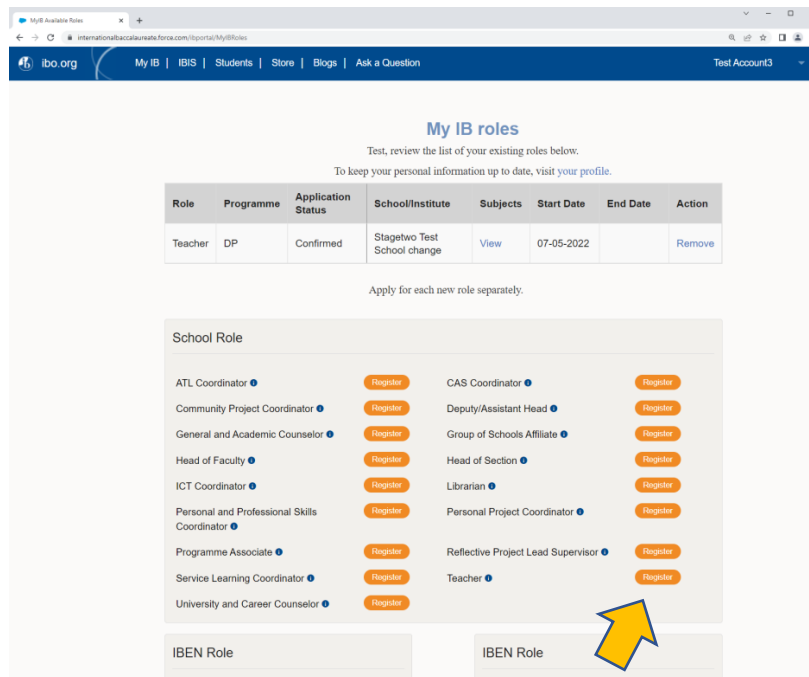 MyIB Available Roles
internationalbaccalaureate.force.com/ibportal/MyIBRoles
ibo.org My IB | IBIS | Students | Store | Blogs | Ask a Question Test Account3
My IB roles
Test, review the list of your existing roles below.
To keep your personal information up to date, visit your profile.
Role Programme Application Status School/Institute Subjects Start Date End Date Action
Teacher DP Confirmed Stagetwo Test School change View 07-05-2022 Remove
Apply for each new role separately.
School Role
ATL Coordinator Register CAS Coordinator Register
Community Project Coordinator Register Deputy/Assistant Head Register
General and Academic Counselor Register Group of Schools Affiliate Register
Head of Faculty Register Head of Section Register
ICT Coordinator Register Librarian Register
Personal and Professional Skills Coordinator Register Personal Project Coordinator Register
Programme Associate Register Reflective Project Lead Supervisor Register
Service Learning Coordinator Register Teacher Register
University and Career Counselor Register
IBEN Role IBEN Role